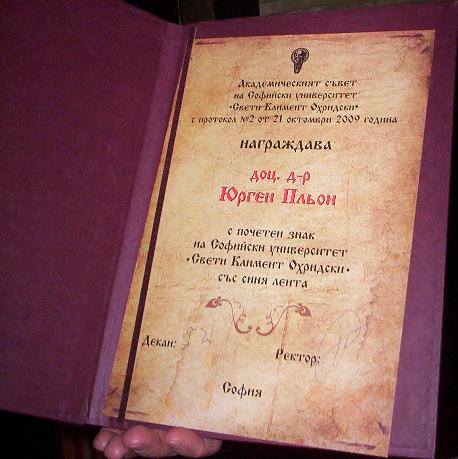 Академическият съвет
на Софийски университет
"Свети Климент Охридски"
с протокол №2 от 21 октомври 2009 година
награждава
доц. д-р
Юрген Пльон
с почетен знак
на Софийски университет
"Свети Климент Охридски"
със синя лента
Декан:
Ректор:
София